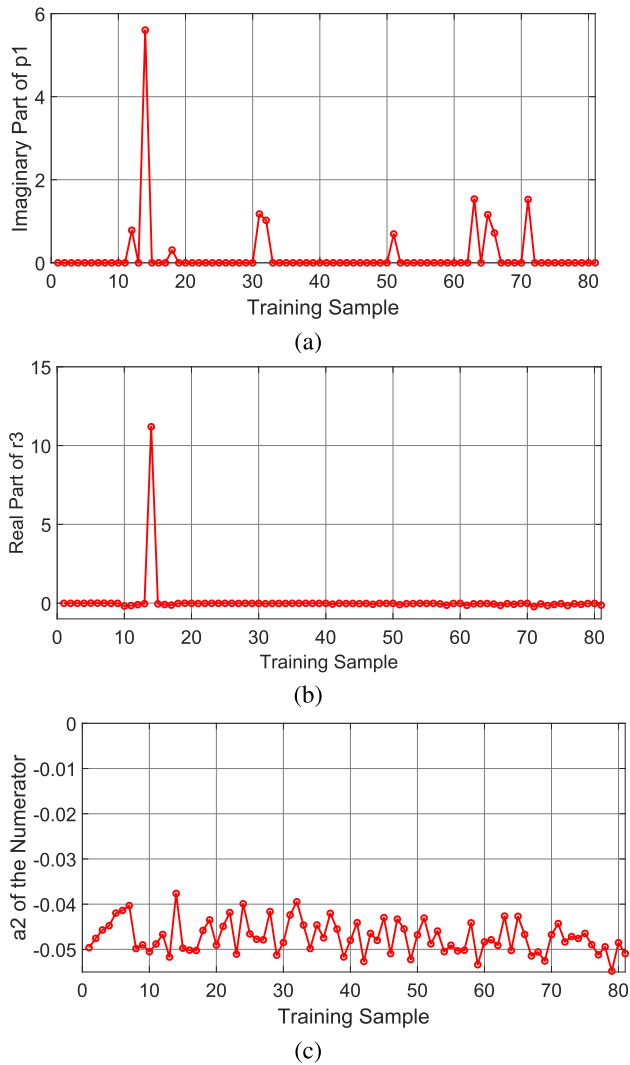 6
4
2
0
Imaginary Part of p1
0 10 20 30 40 50 60 70 80
Training Sample
(a)
15
10
5
0
Real Part of r3
0 10 20 30 40 50 60 70 80
Training Sample
(b)
0
-0.01
-0.02
-0.03
-0.04
-0.05
a2 of the Numerator
0 10 20 30 40 50 60 70 80
Training Sample
(c)